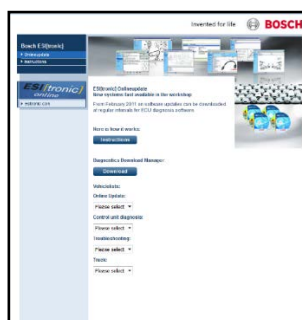 Invented for life
BOSCH
Bosch ESI[tronic]
Onlineupdate
Instructions
ESI[tronic]
online
ESI[tronic] Onlineupdate
New systems fast available in the workshop
From February 2011 on software updates can be downloaded
at regular intervals for ECU diagnosis software.
Here is how it works:
Instructions
Diagnostics Download Manager:
Download
Vehicledata:
Online Update:
Please select
Control unit diagnosis:
Please select
Troubleshooting:
Please select
Truck:
Please select